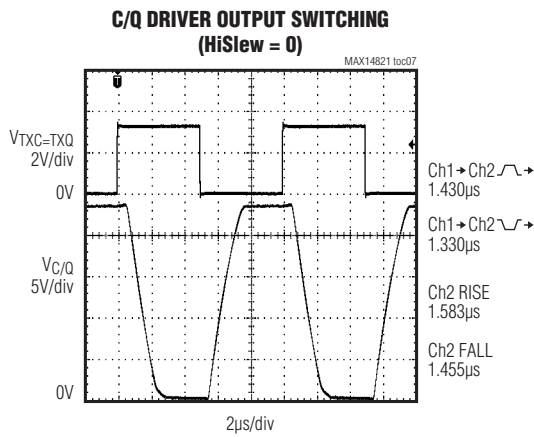 C/Q DRIVER OUTPUT SWITCHING
(HiSlew = 0)
MAX14821 toc07
T
VTXC=TXQ
2V/div
0V
VC/Q
5V/div
0V
Ch1→Ch2 →
1.430µs
Ch1→Ch2 →
1.330µs
Ch2 RISE
1.583µs
Ch2 FALL
1.455µs
2µs/div